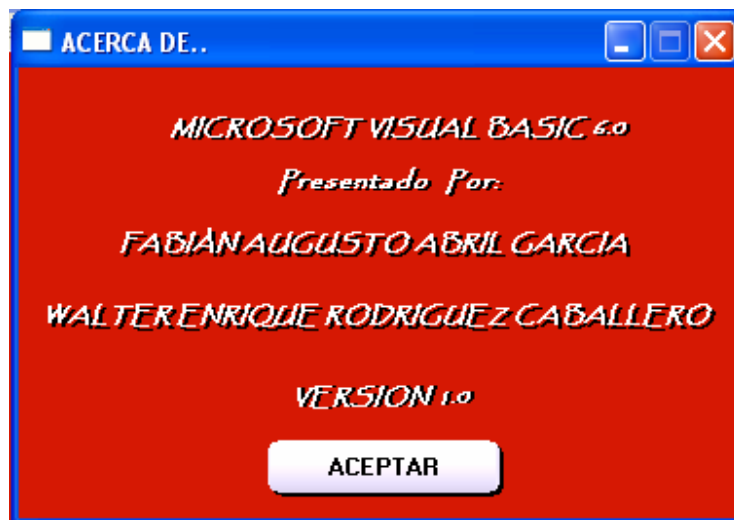 ACERCA DE..
MICROSOFT VISUAL BASIC 6.0
Presentado Por:
FABIÀN AUGUSTO ABRIL GARCIA
WALTER ENRIQUE RODRIGUEZ CABALLERO
VERSION 1.0
ACEPTAR